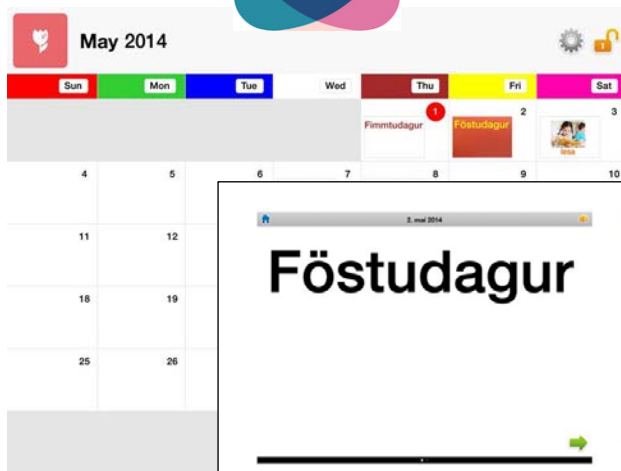 May 2014
Sun Mon Tue Wed Thu Fri Sat
1 2 3
Fimmtudagur Föstudagur
lesa
4 5 6 7 8 9 10
2. maí 2014
11 12
Föstudagur
18 19
25 26